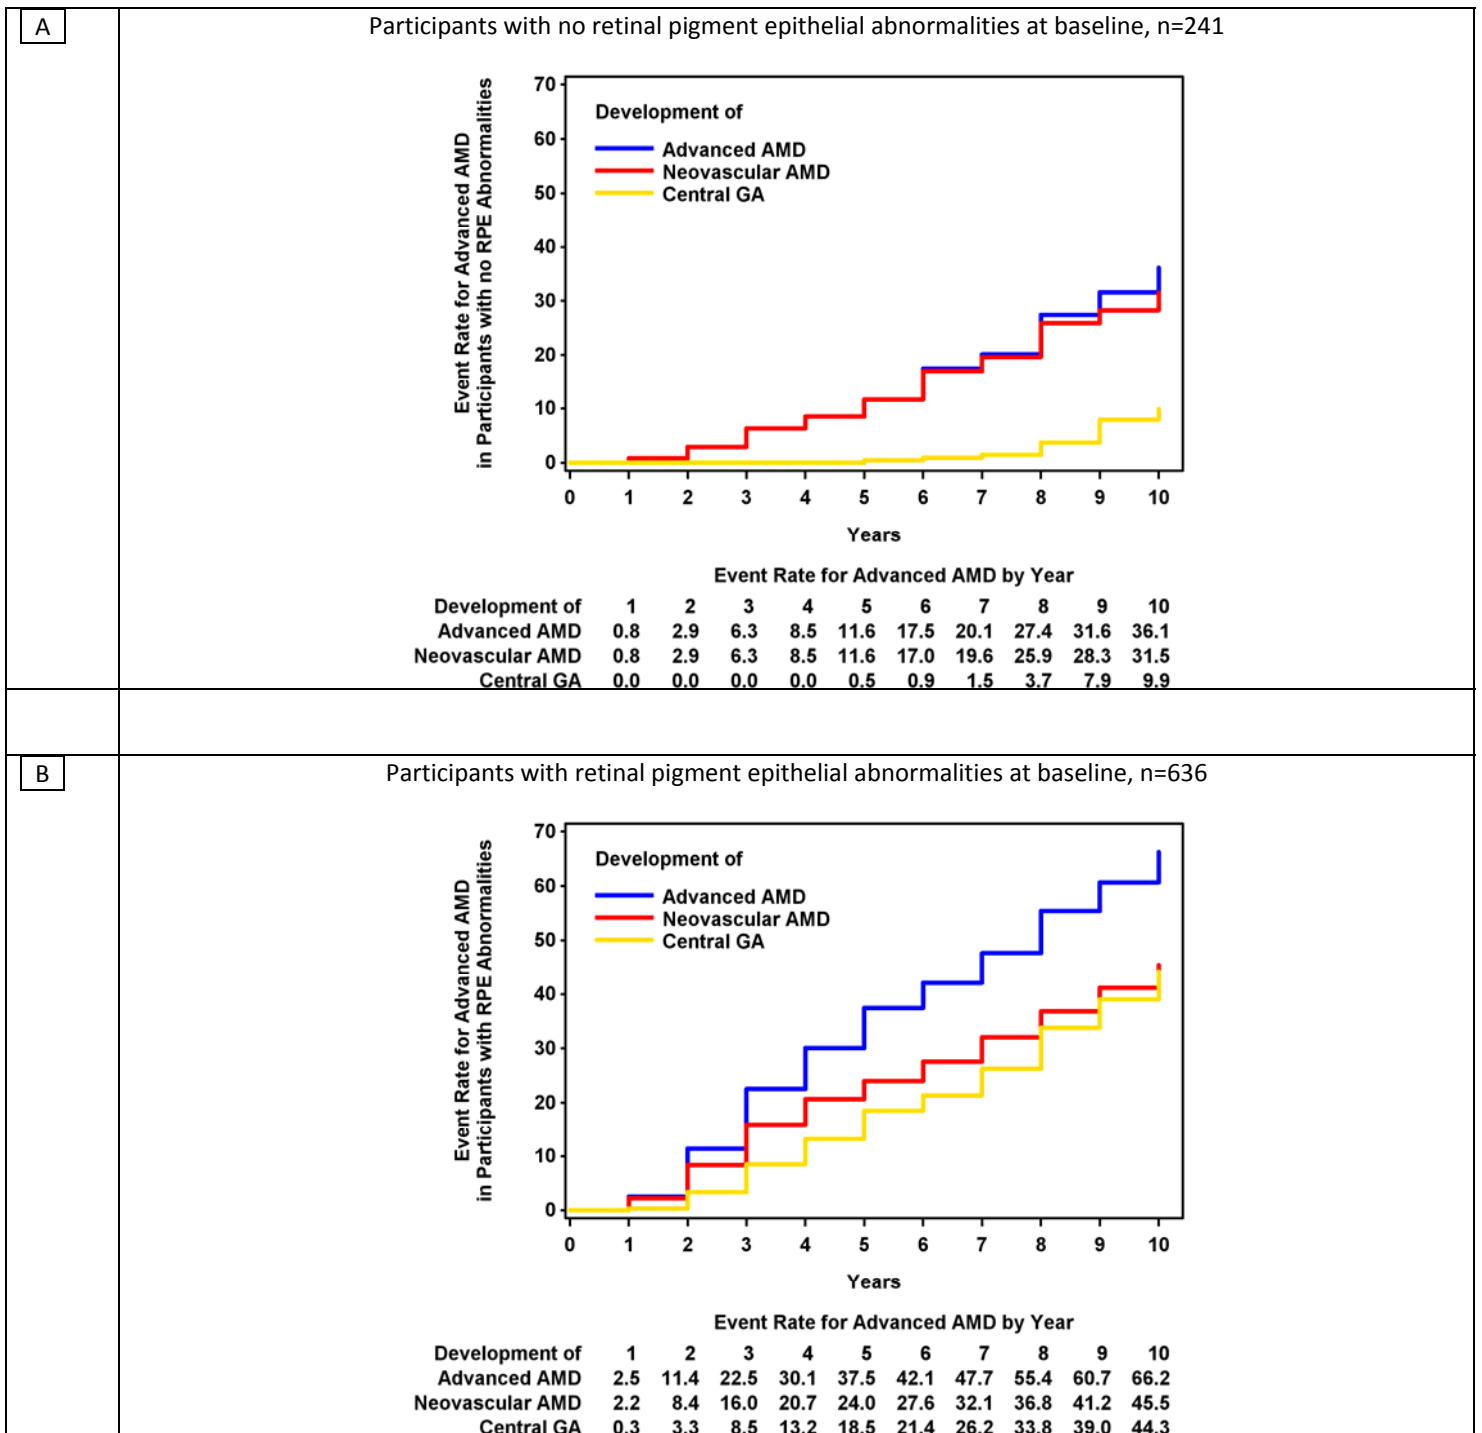 A
Participants with no retinal pigment epithelial abnormalities at baseline, n=241
Event Rate for Advanced AMD
in Participants with no RPE Abnormalities
70
60
50
40
30
20
10
0
Development of
Advanced AMD
Neovascular AMD
Central GA
0 1 2 3 4 5 6 7 8 9 10
Years
Event Rate for Advanced AMD by Year
Development of 1 2 3 4 5 6 7 8 9 10
Advanced AMD 0.8 2.9 6.3 8.5 11.6 17.5 20.1 27.4 31.6 36.1
Neovascular AMD 0.8 2.9 6.3 8.5 11.6 17.0 19.6 25.9 28.3 31.5
Central GA 0.0 0.0 0.0 0.0 0.5 0.9 1.5 3.7 7.9 9.9
B
Participants with retinal pigment epithelial abnormalities at baseline, n=636
Event Rate for Advanced AMD
in Participants with RPE Abnormalities
70
60
50
40
30
20
10
0
Development of
Advanced AMD
Neovascular AMD
Central GA
0 1 2 3 4 5 6 7 8 9 10
Years
Event Rate for Advanced AMD by Year
Development of 1 2 3 4 5 6 7 8 9 10
Advanced AMD 2.5 11.4 22.5 30.1 37.5 42.1 47.7 55.4 60.7 66.2
Neovascular AMD 2.2 8.4 16.0 20.7 24.0 27.6 32.1 36.8 41.2 45.5
Central GA 0.3 3.3 8.5 13.2 18.5 21.4 26.2 33.8 39.0 44.3